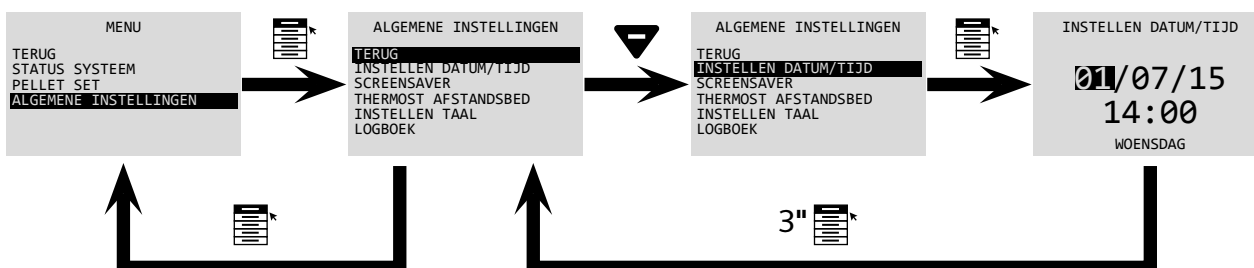 MENU
TERUG
STATUS SYSTEEM
PELLET SET
ALGEMENE INSTELLINGEN
ALGEMENE INSTELLINGEN
TERUG
INSTELLEN DATUM/TIJD
SCREENSAVER
THERMOST AFSTANDSBED
INSTELLEN TAAL
LOGBOEK
ALGEMENE INSTELLINGEN
TERUG
INSTELLEN DATUM/TIJD
SCREENSAVER
THERMOST AFSTANDSBED
INSTELLEN TAAL
LOGBOEK
INSTELLEN DATUM/TIJD
01/07/15
14:00
WOENSDAG
3"